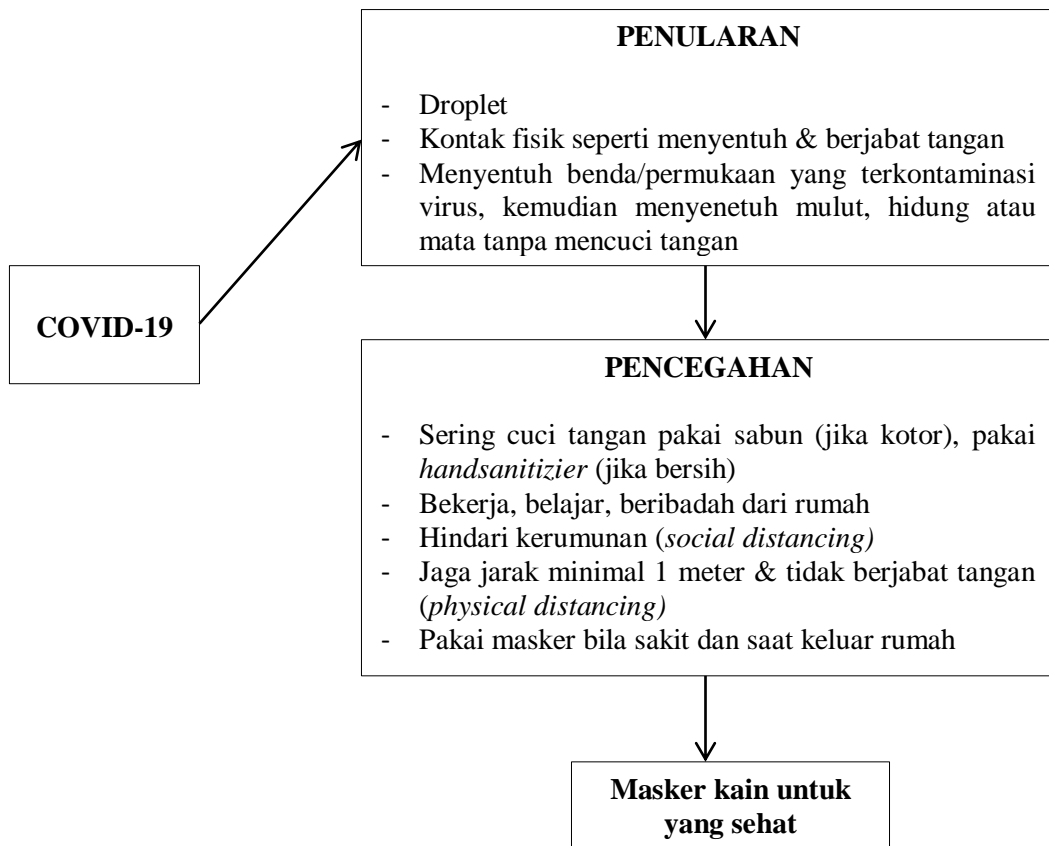 PENULARAN
- Droplet
- Kontak fisik seperti menyentuh & berjabat tangan
- Menyentuh benda/permukaan yang terkontaminasi
virus, kemudian menyenetuh mulut, hidung atau
mata tanpa mencuci tangan
COVID-19
PENCEGAHAN
- Sering cuci tangan pakai sabun (jika kotor), pakai
handsanitizier (jika bersih)
- Bekerja, belajar, beribadah dari rumah
- Hindari kerumunan (social distancing)
- Jaga jarak minimal 1 meter & tidak berjabat tangan
(physical distancing)
- Pakai masker bila sakit dan saat keluar rumah
Masker kain untuk
yang sehat